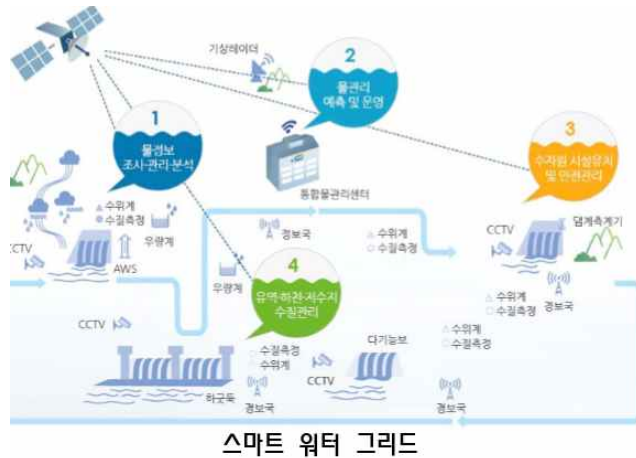 기상레이더
2
물관리
예측 및 운영
1
물정보
조사·관리·분석
3
수자원 시설유지
및 안전관리
통합물관리센터
수위계
수질측정
우량계
CCTV
AWS
정보국
수위계
수질측정
CCTV
댐계측기
경보국
우량계
4
유역·하천·저수지
수질관리
수위계
수질측정
수위계
수질측정
CCTV
수질측정
수위계
다기능보
CCTV
하굿둑
경보국
경보국
스마트 워터 그리드